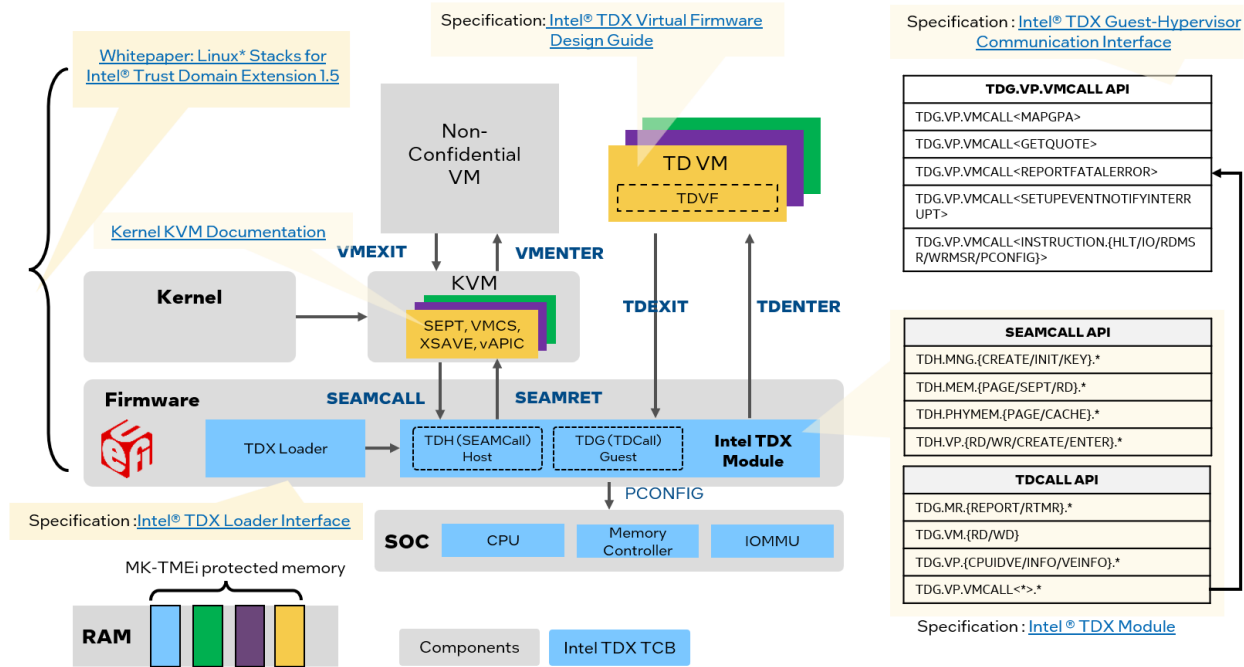 Specification: Intel® TDX Virtual Firmware
Design Guide
Specification : Intel® TDX Guest-Hypervisor
Communication Interface
Whitepaper: Linux* Stacks for
Intel® Trust Domain Extension 1.5
Non-
Confidential
VM
TD VM
TDVF
TDG.VP.VMCALL API
TDG.VP.VMCALL<MAPGPA>
TDG.VP.VMCALL<GETQUOTE>
TDG.VP.VMCALL<REPORTFATALERROR>
TDG.VP.VMCALL<SETUPEVENTNOTIFYINTERR
UPT>
TDG.VP.VMCALL<INSTRUCTION.{HLT/IO/RDMS
R/WRMSR/PCONFIG}>
Kernel KVM Documentation
VMEXIT
VMENTER
Kernel
KVM
SEPT, VMCS,
XSAVE, vAPIC
TDEXIT
TDENTER
SEAMCALL API
TDH.MNG.{CREATE/INIT/KEY}.*
TDH.MEM.{PAGE/SEPT/RD}.*
TDH.PHYMEM.{PAGE/CACHE}.*
TDH.VP.{RD/WR/CREATE/ENTER}.*
Firmware
SEAMCALL
SEAMRET
UEFI
TDX Loader
TDH (SEAMCall)
Host
TDG (TDCall)
Guest
Intel TDX
Module
TDCALL API
TDG.MR.{REPORT/RTMR}.*
TDG.VM.{RD/WD}
TDG.VP.{CPUIDVE/INFO/VEINFO}.*
TDG.VP.VMCALL<*>.*
Specification : Intel ® TDX Module
PCONFIG
Specification :Intel® TDX Loader Interface
SOC
CPU
Memory
Controller
IOMMU
MK-TMEi protected memory
RAM
Components
Intel TDX TCB